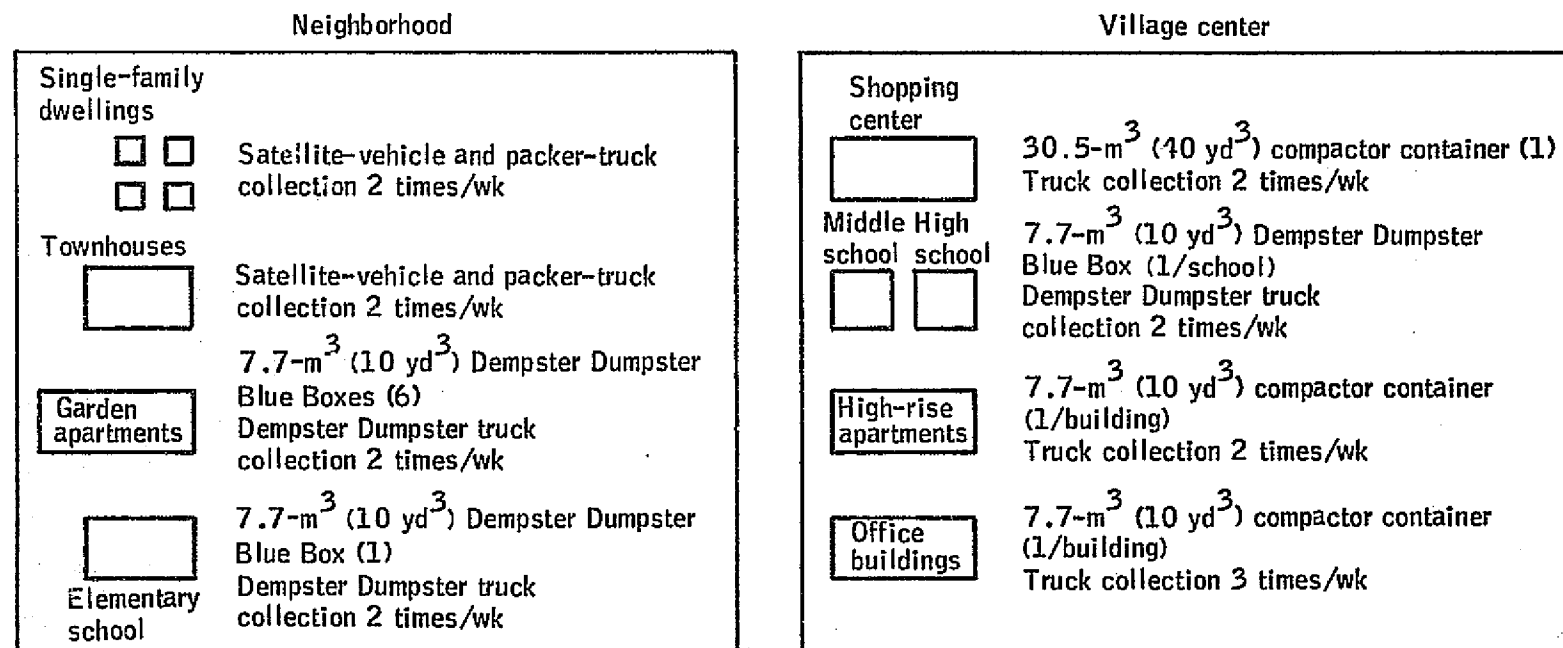 Neighborhood
Single-family
dwellings
Satellite-vehicle and packer-truck
collection 2 times/wk
Townhouses
Satellite-vehicle and packer-truck
collection 2 times/wk
Garden
apartments
7.7-m³ (10 yd³) Dempster Dumpster
Blue Boxes (6)
Dempster Dumpster truck
collection 2 times/wk
Elementary
school
7.7-m³ (10 yd³) Dempster Dumpster
Blue Box (1)
Dempster Dumpster truck
collection 2 times/wk
Village center
Shopping
center
30.5-m³ (40 yd³) compactor container (1)
Truck collection 2 times/wk
Middle High
school school
7.7-m³ (10 yd³) Dempster Dumpster
Blue Box (1/school)
Dempster Dumpster truck
collection 2 times/wk
High-rise
apartments
7.7-m³ (10 yd³) compactor container
(1/building)
Truck collection 2 times/wk
Office
buildings
7.7-m³ (10 yd³) compactor container
(1/building)
Truck collection 3 times/wk